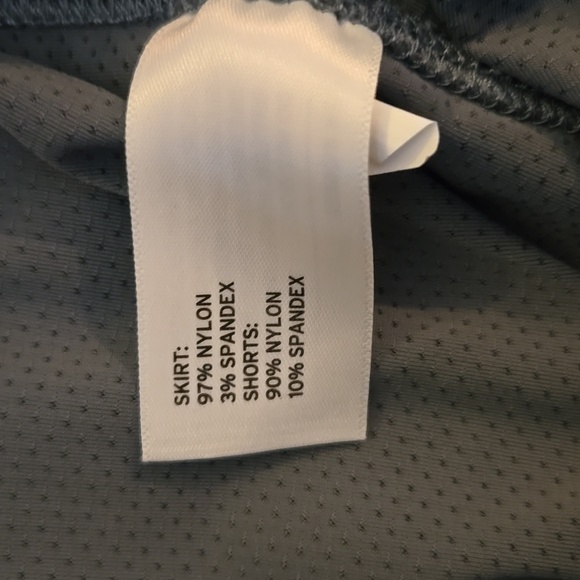 SKIRT:
97% NYLON
3% SPANDEX
SHORTS:
90% NYLON
10% SPANDEX